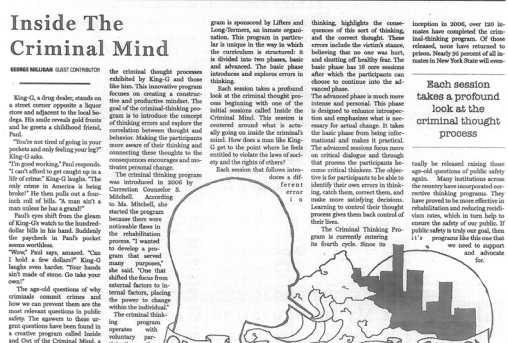 Inside The
Criminal Mind
GEORGE MILLIGAN GUEST CONTRIBUTOR
King-G, a drug dealer, stands on
a street corner opposite a liquor
store and adjacent to the local bo-
dega. His smile reveals gold fronts
and he greets a childhood friend,
Paul.
"You're not tired of going in your
pockets and only feeling your leg?"
King-G asks.
"I'm good working," Paul responds.
"I can't afford to get caught up in a
life of crime." King-G laughs. "The
only crime in America is being
broke!" He then pulls out a four-
inch roll of bills. "A man ain't a
man unless he has a grand!"
Paul's eyes shift from the gleam
of King-G's watch to the hundred-
dollar bills in his hand. Suddenly
the paycheck in Paul's pocket
seems worthless.
"Wow," Paul says, amazed. "Can
I hold a few dollars?" King-G
laughs even harder. "Your hands
ain't made of stone. Go take your
own!"
The age-old questions of why
criminals commit crimes and
how we can prevent them are the
most relevant questions in public
safety. The answers to these ur-
gent questions have been found in
a creative program called Inside
and Out of the Criminal Mind, a
the criminal thought processes
exhibited by King-G and those
like him. This innovative program
focuses on creating a construc-
tive and productive mindset. The
goal of the criminal-thinking pro-
gram is to introduce the concept
of thinking errors and explore the
correlation between thought and
behavior. Making the participants
more aware of their thinking and
connecting these thoughts to the
consequences encourages and mo-
tivates personal change.
The criminal thinking program
was introduced in 2006 by
Correction Counselor S.
Mitchell. According
to Ms. Mitchell, she
started the program
because there were
noticeable flaws in
the rehabilitation
process. "I wanted
to develop a pro-
gram that served
many purposes,"
she said. "One that
shifted the focus from
external factors to in-
ternal factors, placing
the power to change
within the individual."
The criminal think-
ing program
operates with
voluntary par-
gram is sponsored by Lifers and
Long-Termers, an inmate organi-
zation. This program in particu-
lar is unique in the way in which
the curriculum is structured: it
is divided into two phases, basic
and advanced. The basic phase
introduces and explores errors in
thinking.
Each session takes a profound
look at the criminal thought pro-
cess beginning with one of the
initial sessions called Inside the
Criminal Mind. This session is
centered around what is actu-
ally going on inside the criminal's
mind. How does a man like King-
G get to the point where he feels
entitled to violate the laws of soci-
ety and the rights of others?
Each session that follows intro-
duces a dif-
ferent
error
in
thinking, highlights the conse-
quences of this sort of thinking,
and the correct thought. These
errors include the victim's stance,
believing that no one was hurt,
and shutting off healthy fear. The
basic phase has 16 core sessions
after which the participants can
choose to continue into the ad-
vanced phase.
The advanced phase is much more
intense and personal. This phase
is designed to enhance introspec-
tion and emphasizes what is nec-
essary for actual change. It takes
the basic phase from being infor-
mational and makes it practical.
The advanced sessions focus more
on critical dialogue and through
that process the participants be-
come critical thinkers. The objec-
tive is for participants to be able to
identify their own errors in think-
ing, catch them, correct them, and
make more satisfying decisions.
Learning to control their thought
process gives them back control of
their lives.
The Criminal Thinking Pro-
gram is currently entering
its fourth cycle. Since its
inception in 2006, over 120 in-
mates have completed the crim-
inal-thinking program. Of those
released, none have returned to
prison. Nearly 95 percent of all in-
mates in New York State will even-
Each session
takes a profound
look at the
criminal thought
process
tually be released raising those
age-old questions of public safety
again. Many institutions across
the country have incorporated cor-
rective thinking programs. They
have proved to be more effective in
rehabilitation and reducing recidi-
vism rates, which in turn help to
ensure the safety of our public. If
public safety is truly our goal, then
it's programs like this one that
we need to support
and advocate
for.